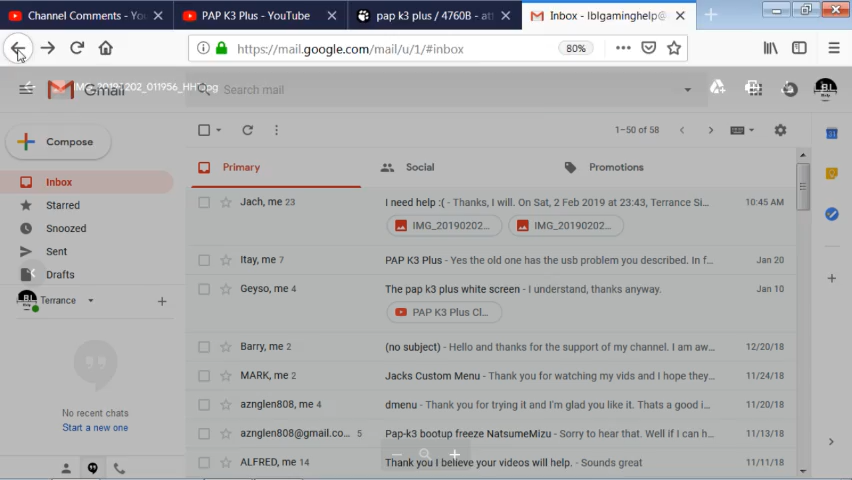 Channel Comments - You
PAP K3 Plus - YouTube
pap k3 plus / 4760B - at
Inbox - lblgaminghelp@
https://mail.google.com/mail/u/1/#inbox
80%
Gmail
Search mail
Compose
1–50 of 58
Primary
Social
Promotions
Inbox
Starred
Snoozed
Sent
Drafts
Terrance
No recent chats
Start a new one
Jach, me 23
I need help :( - Thanks, I will. On Sat, 2 Feb 2019 at 23:43, Terrance Si...
10:45 AM
IMG_20190202...
IMG_20190202...
Itay, me 7
PAP K3 Plus - Yes the old one has the usb problem you described. In f...
Jan 20
Geyso, me 4
The pap k3 plus white screen - I understand, thanks anyway.
Jan 10
PAP K3 Plus Cl...
Barry, me 2
(no subject) - Hello and thanks for the support of my channel. I am aw...
12/20/18
MARK, me 2
Jacks Custom Menu - Thank you for watching my vids and I hope they...
11/24/18
aznglen808, me 4
dmenu - Thank you for trying it and I'm glad you like it. Thats a good i...
11/20/18
aznglen808@gmail.co... 5
Pap-k3 bootup freeze NatsumeMizu - Sorry to hear that. Well if I can h...
11/13/18
ALFRED, me 14
Thank you I believe your videos will help. - Sounds great
11/11/18